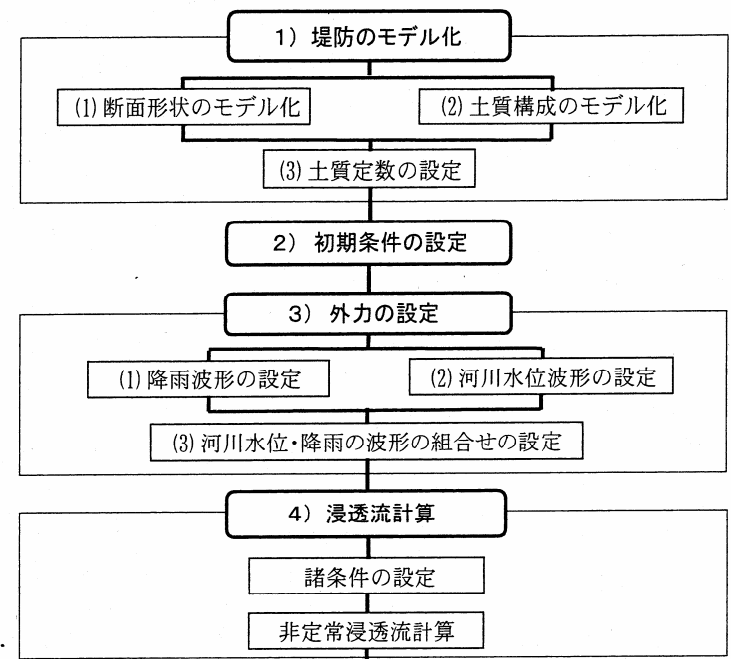 1) 堤防のモデル化
(1) 断面形状のモデル化
(2) 土質構成のモデル化
(3) 土質定数の設定
2) 初期条件の設定
3) 外力の設定
(1) 降雨波形の設定
(2) 河川水位波形の設定
(3) 河川水位・降雨の波形の組合せの設定
4) 浸透流計算
諸条件の設定
非定常浸透流計算